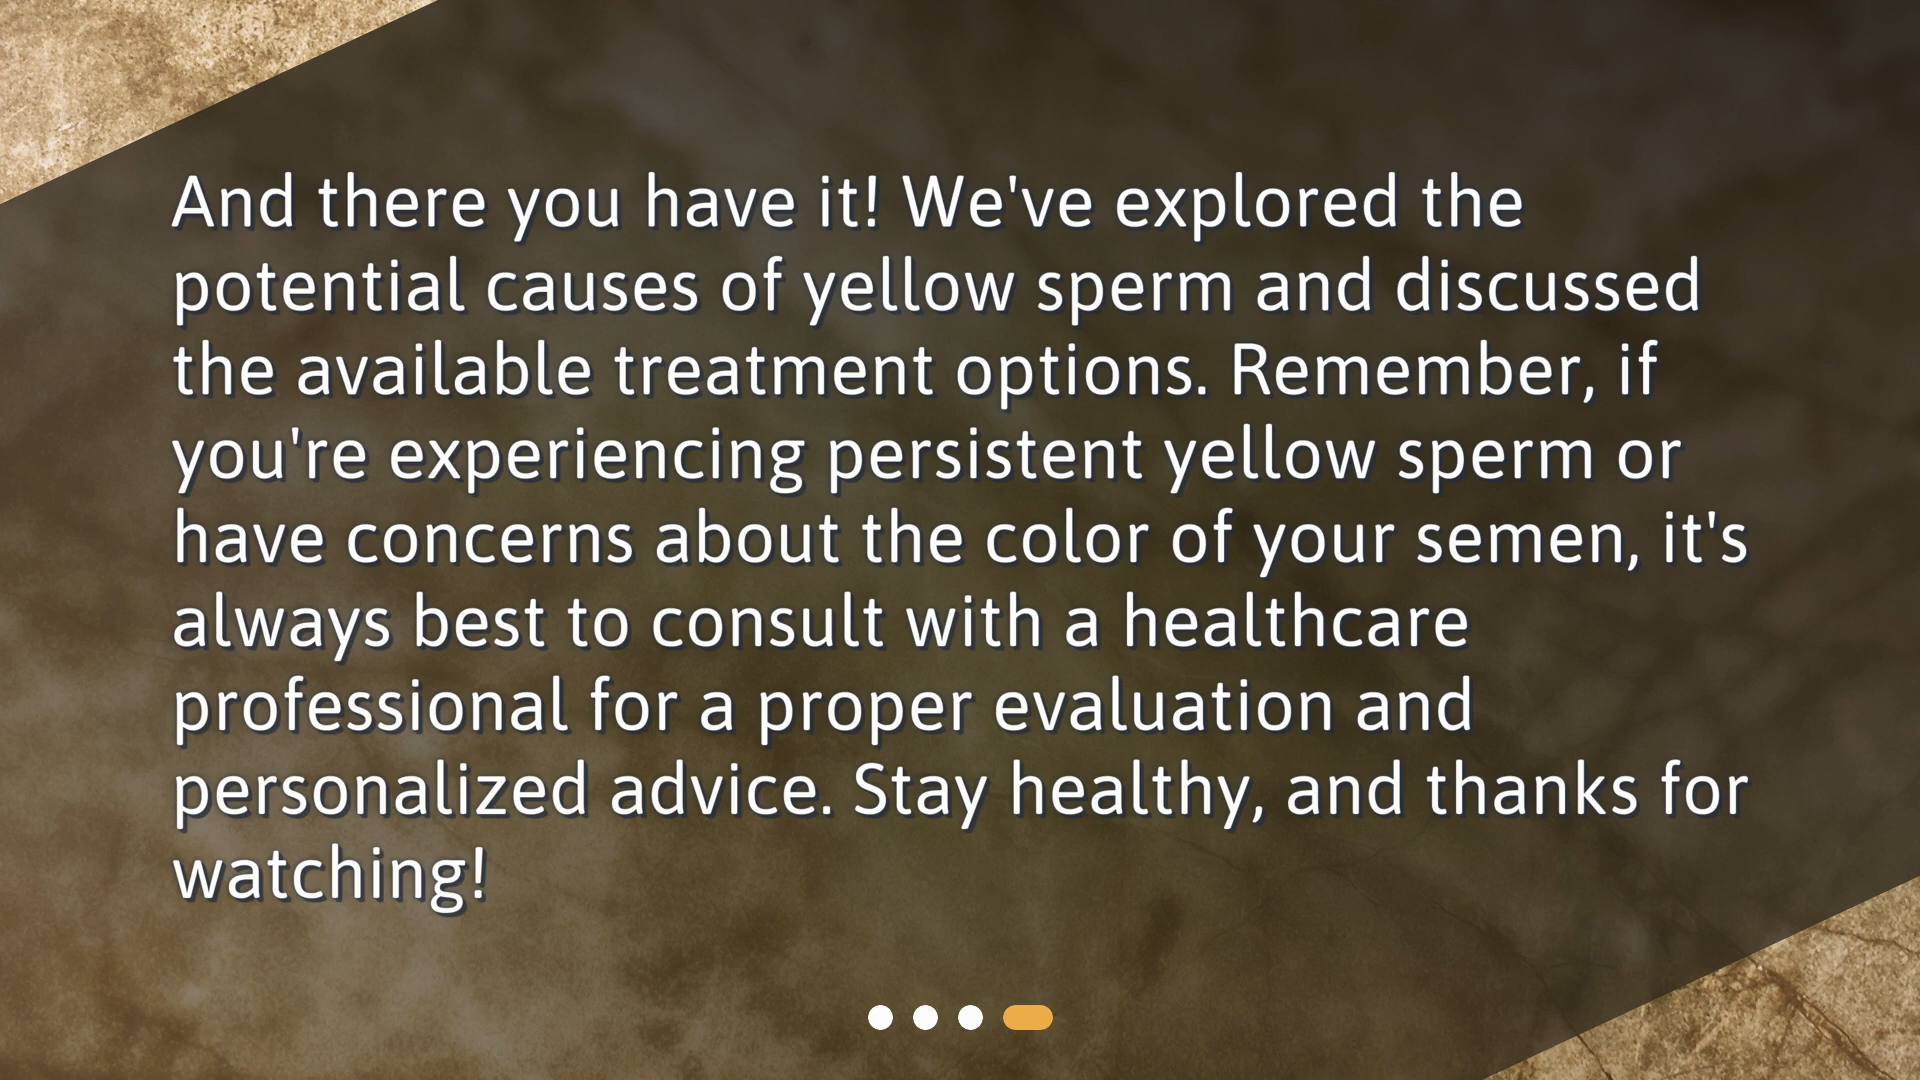 And there you have it! We've explored the
potential causes of yellow sperm and discussed
the available treatment options. Remember, if
you're experiencing persistent yellow sperm or
have concerns about the color of your semen, it's
always best to consult with a healthcare
professional for a proper evaluation and
personalized advice. Stay healthy, and thanks for
watching!